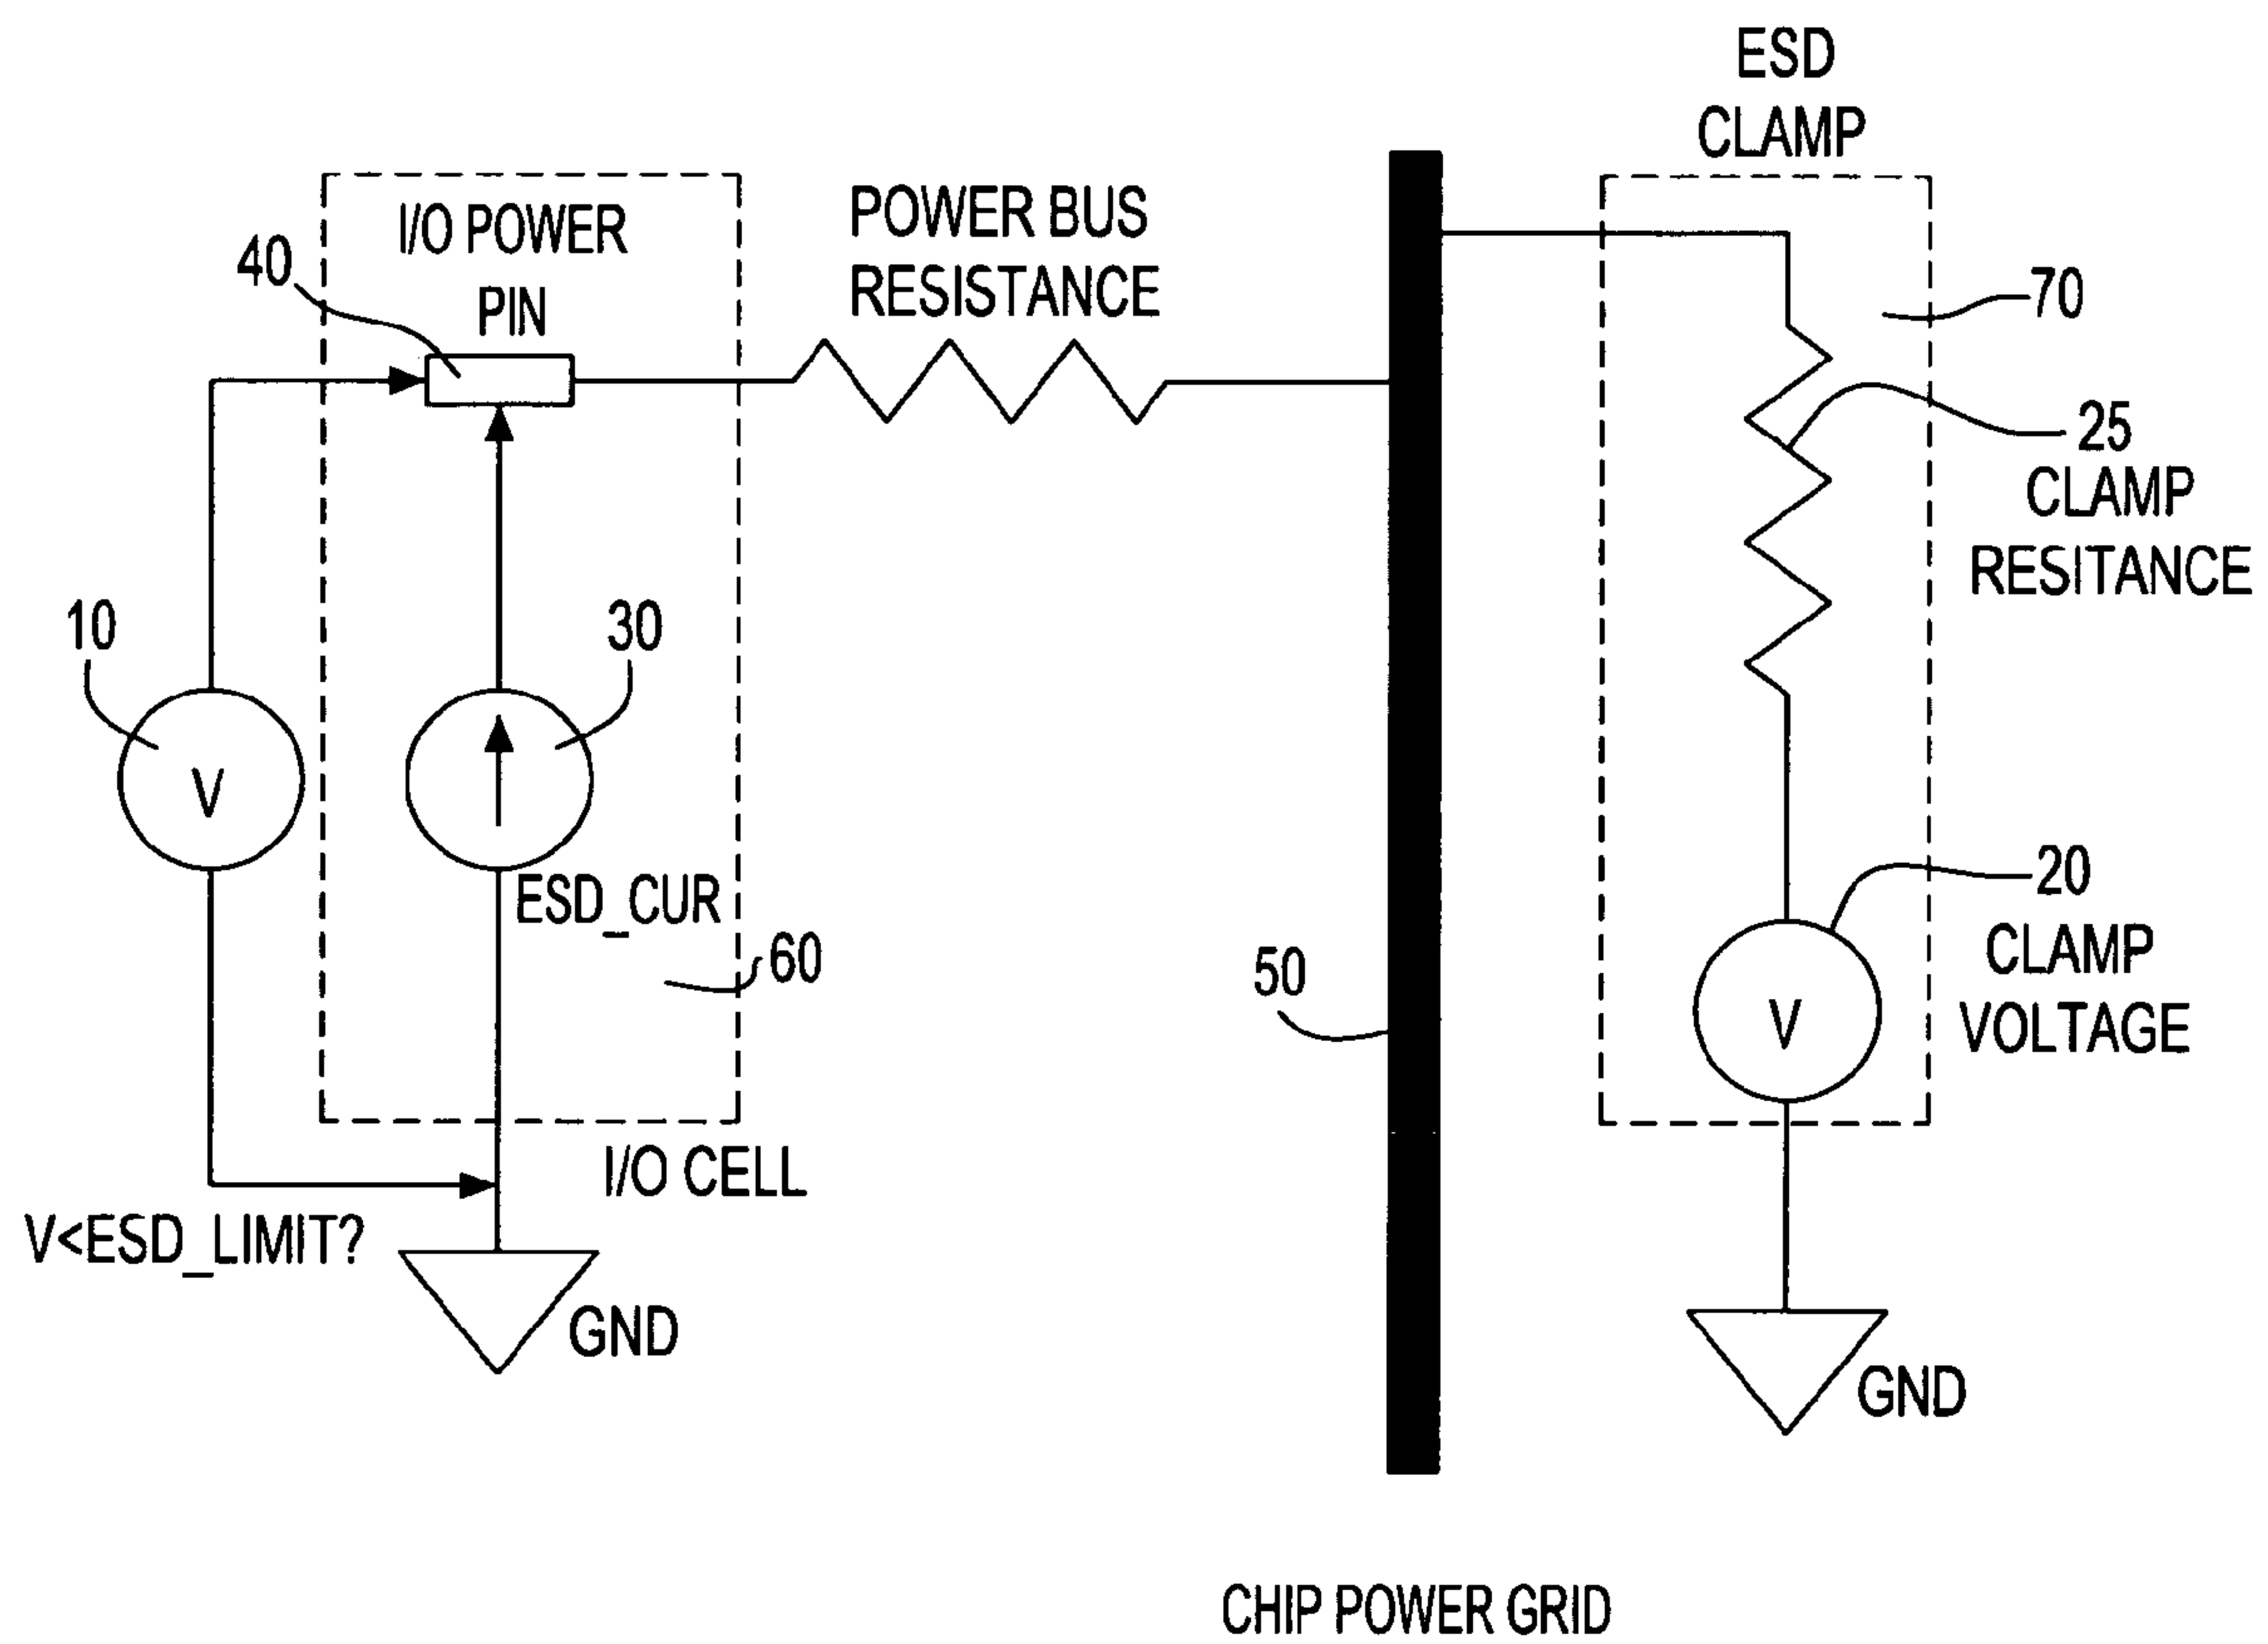 ESD
CLAMP
I/O POWER
PIN
40
POWER BUS
RESISTANCE
70
25
CLAMP
RESITANCE
10
30
V
ESD_CUR
60
50
20
CLAMP
VOLTAGE
V
I/O CELL
V<ESD_LIMIT?
GND
GND
CHIP POWER GRID